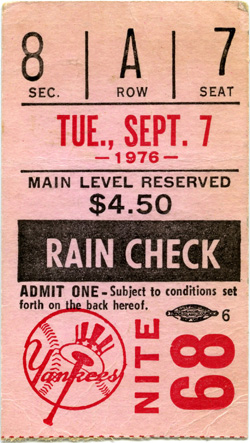 8 A 7
SEC. ROW SEAT
TUE., SEPT. 7
—1976—
MAIN LEVEL RESERVED
$4.50
RAIN CHECK
ADMIT ONE-Subject to conditions set
forth on the back hereof.
6
Yankees
NITE
68